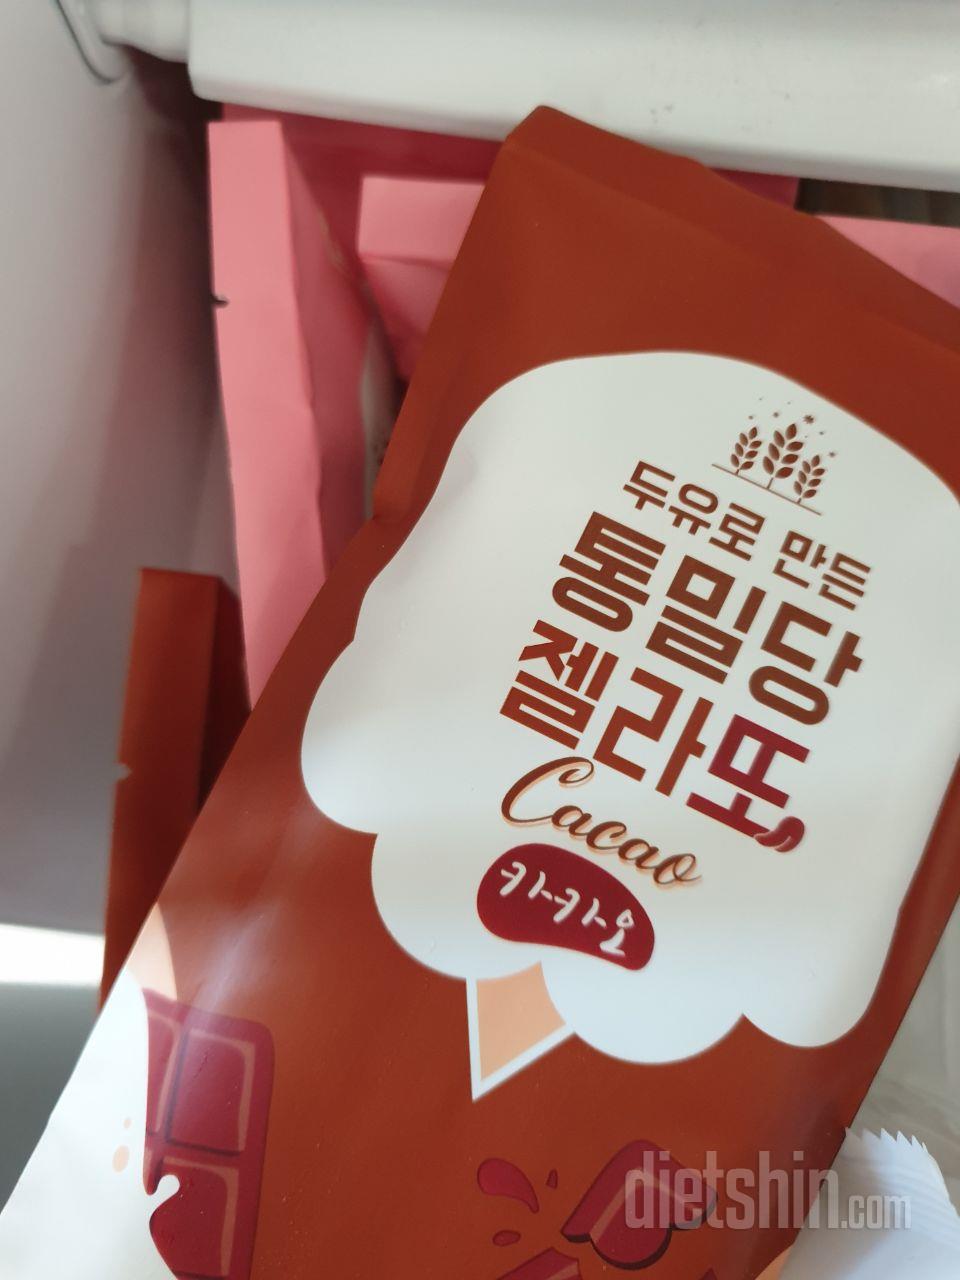 두유로 만든
통밀당
젤라또
Cacao
카카오
dietshin.com